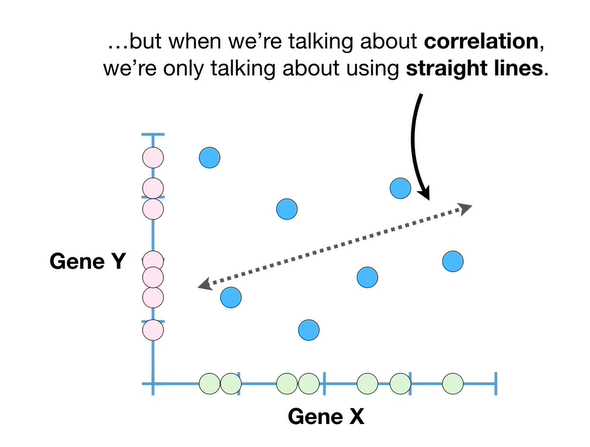 …but when we’re talking about correlation,
we’re only talking about using straight lines.
Gene Y
Gene X